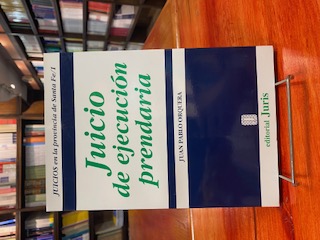 JUICIOS en la provincia de Santa Fe/1
Juicio
de ejecución
prendaria
JUAN PABLO ORQUERA
editorial Juris